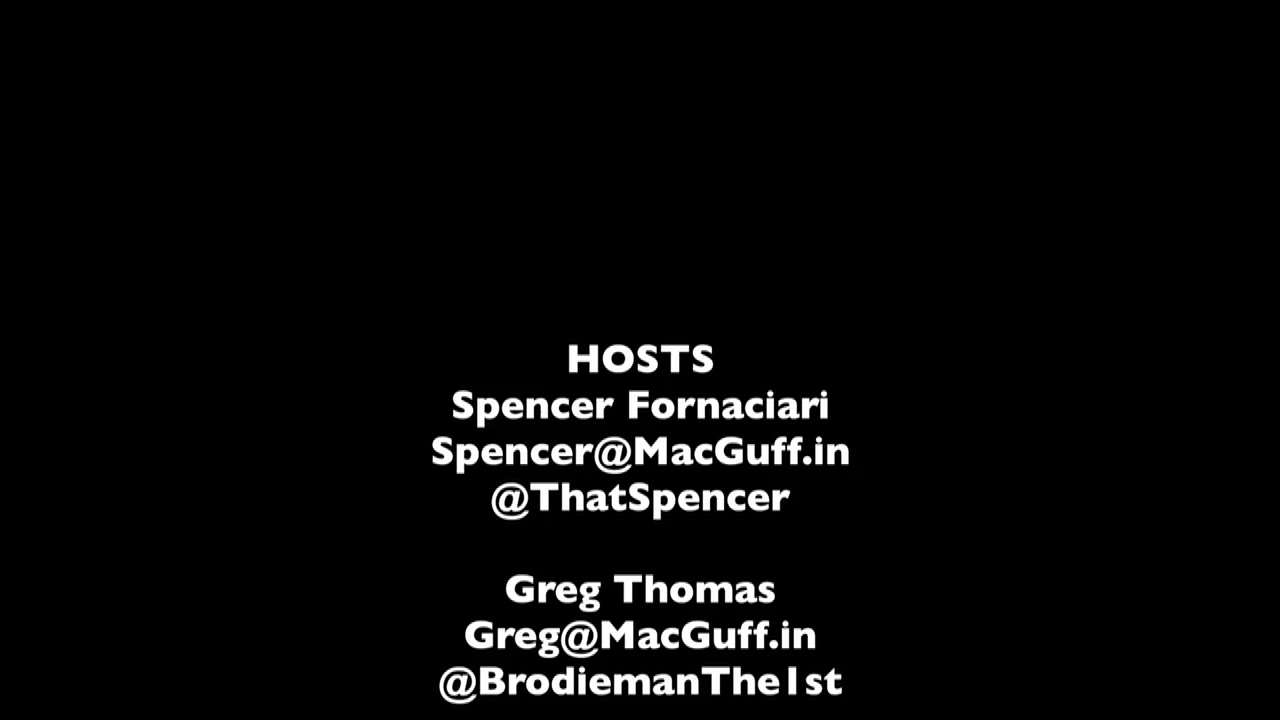 HOSTS
Spencer Fornaciari
Spencer@MacGuff.in
@ThatSpencer
Greg Thomas
Greg@MacGuff.in
@BrodiemanThe1st